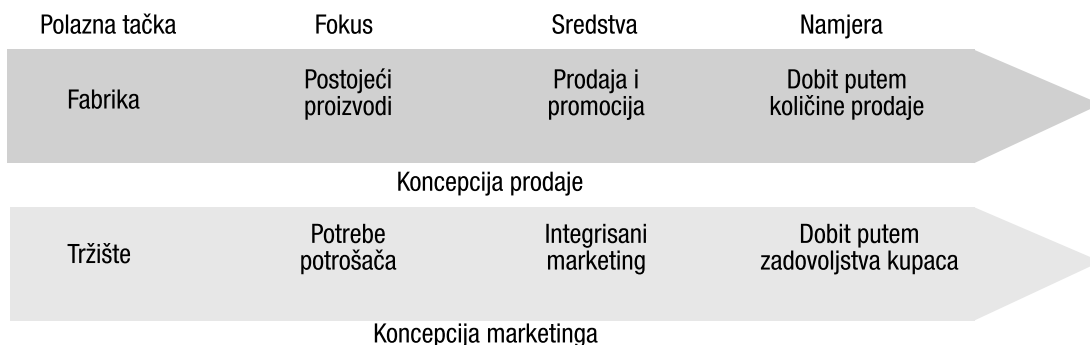 Polazna tačka Fokus Sredstva Namjera
Fabrika Postojeći proizvodi Prodaja i promocija Dobit putem količine prodaje
Koncepcija prodaje
Tržište Potrebe potrošača Integrisani marketing Dobit putem zadovoljstva kupaca
Koncepcija marketinga